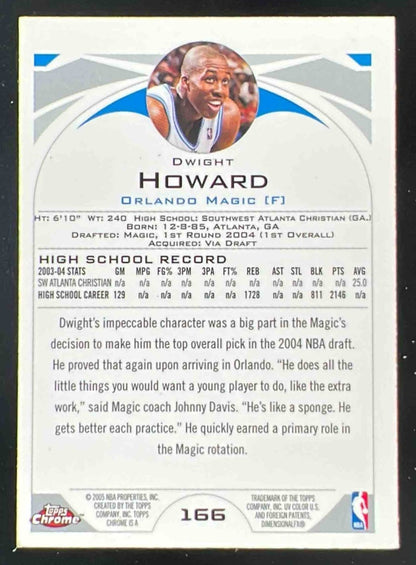 Dwight
Howard
Orlando Magic [F]
Ht: 6'10" Wt: 240 High School: Southwest Atlanta Christian (GA.)
Born: 12-8-85, Atlanta, GA
Drafted: Magic, 1st Round 2004 (1st Overall)
Acquired: Via Draft
HIGH SCHOOL RECORD
2003-04 STATS GM MPG FG% 3PM 3PA FT% REB AST STL BLK PTS AVG
SW ATLANTA CHRISTIAN n/a n/a n/a n/a n/a n/a n/a n/a n/a n/a n/a 25.0
HIGH SCHOOL CAREER 129 n/a n/a n/a n/a n/a 1728 n/a n/a 811 2146 n/a
Dwight's impeccable character was a big part in the Magic's
decision to make him the top overall pick in the 2004 NBA draft.
He proved that again upon arriving in Orlando. "He does all the
little things you would want a young player to do, like the extra
work," said Magic coach Johnny Davis. "He's like a sponge. He
gets better each practice." He quickly earned a primary role in
the Magic rotation.
Topps
Chrome
© 2005 NBA PROPERTIES, INC.
CREATED BY THE TOPPS
COMPANY, INC. TOPPS
CHROME IS A
166
TRADEMARK OF THE TOPPS
COMPANY, INC. UV COLOR U.S.
AND FOREIGN PATENTS,
DIMENSIONALFX®
NBA